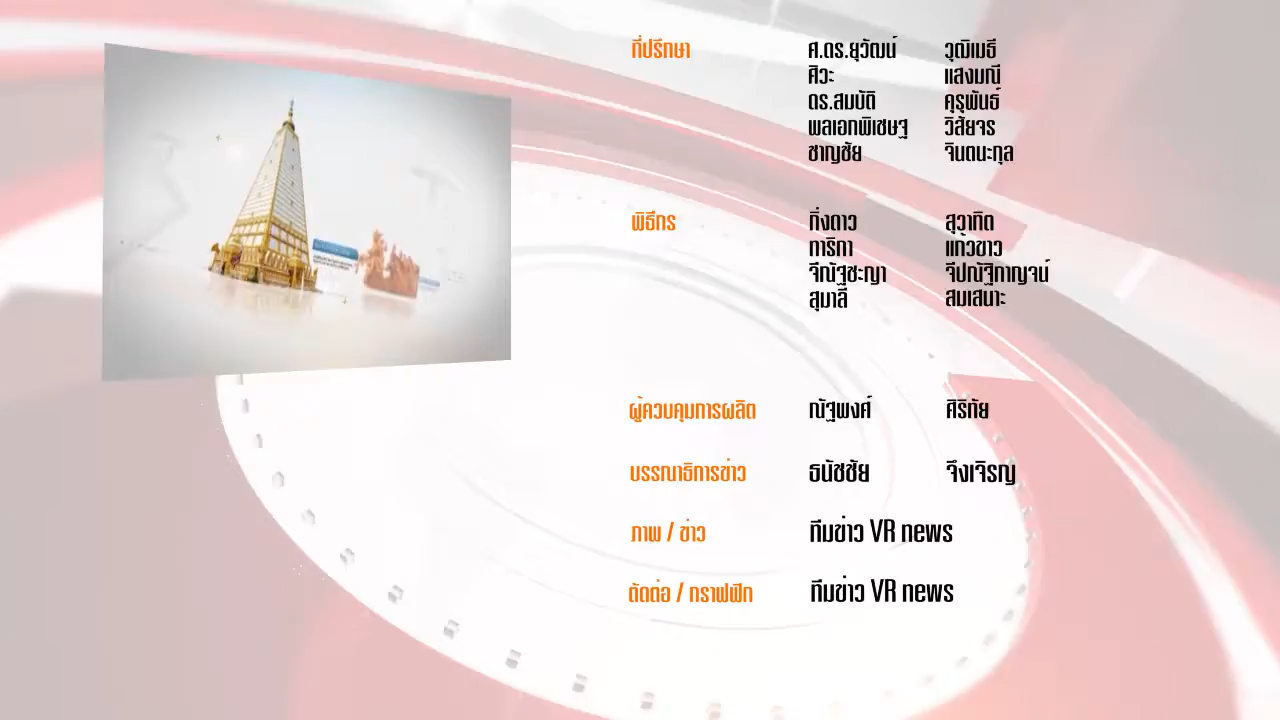 ที่ปรึกษา ศ.ดร.ยุวัฒน์ วุฒิเมธี
ศิวะ แสงมณี
ดร.สมบัติ คุรุพันธ์
พลเอกพิเชษฐ วิสัยจร
ชาญชัย จินตนะกุล
พิธีกร กิ่งดาว สุวาทิต
การิกา แก้วขาว
จีณัฐชะญา จีปณัฐิกาญจน์
สุมาลี สมเสนาะ
ผู้ควบคุมการผลิต ณัฐพงศ์ ศิริทัย
บรรณาธิการข่าว ธนัชชัย จึงเจิรญ
ภาพ / ข่าว ทีมข่าว VR news
ตัดต่อ / กราฟฟิก ทีมข่าว VR news